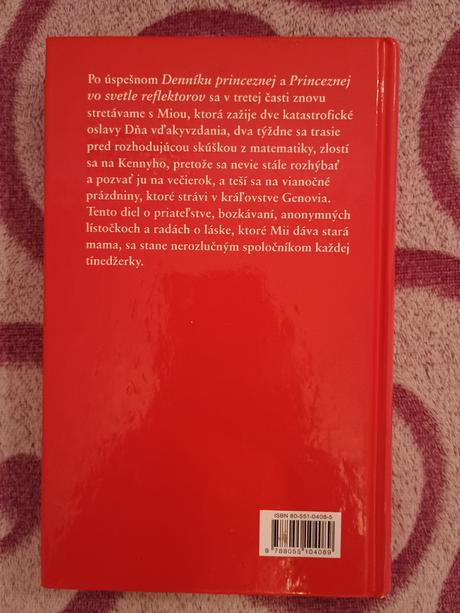 Po úspešnom Denníku princeznej a Princeznej
vo svetle reflektorov sa v tretej časti znovu
stretávame s Miou, ktorá zažije dve katastrofické
oslavy Dňa vďakyvzdania, dva týždne sa trasie
pred rozhodujúcou skúškou z matematiky, zlostí
sa na Kennyho, pretože sa nevie stále rozhýbať
a pozvať ju na večierok, a teší sa na vianočné
prázdniny, ktoré strávi v kráľovstve Genovia.
Tento diel o priateľstve, bozkávaní, anonymných
lístočkoch a radách o láske, ktoré Mii dáva stará
mama, sa stane nerozlučným spoločníkom každej
tínedžerky.
ISBN 80-551-0408-5
9 788055 104089